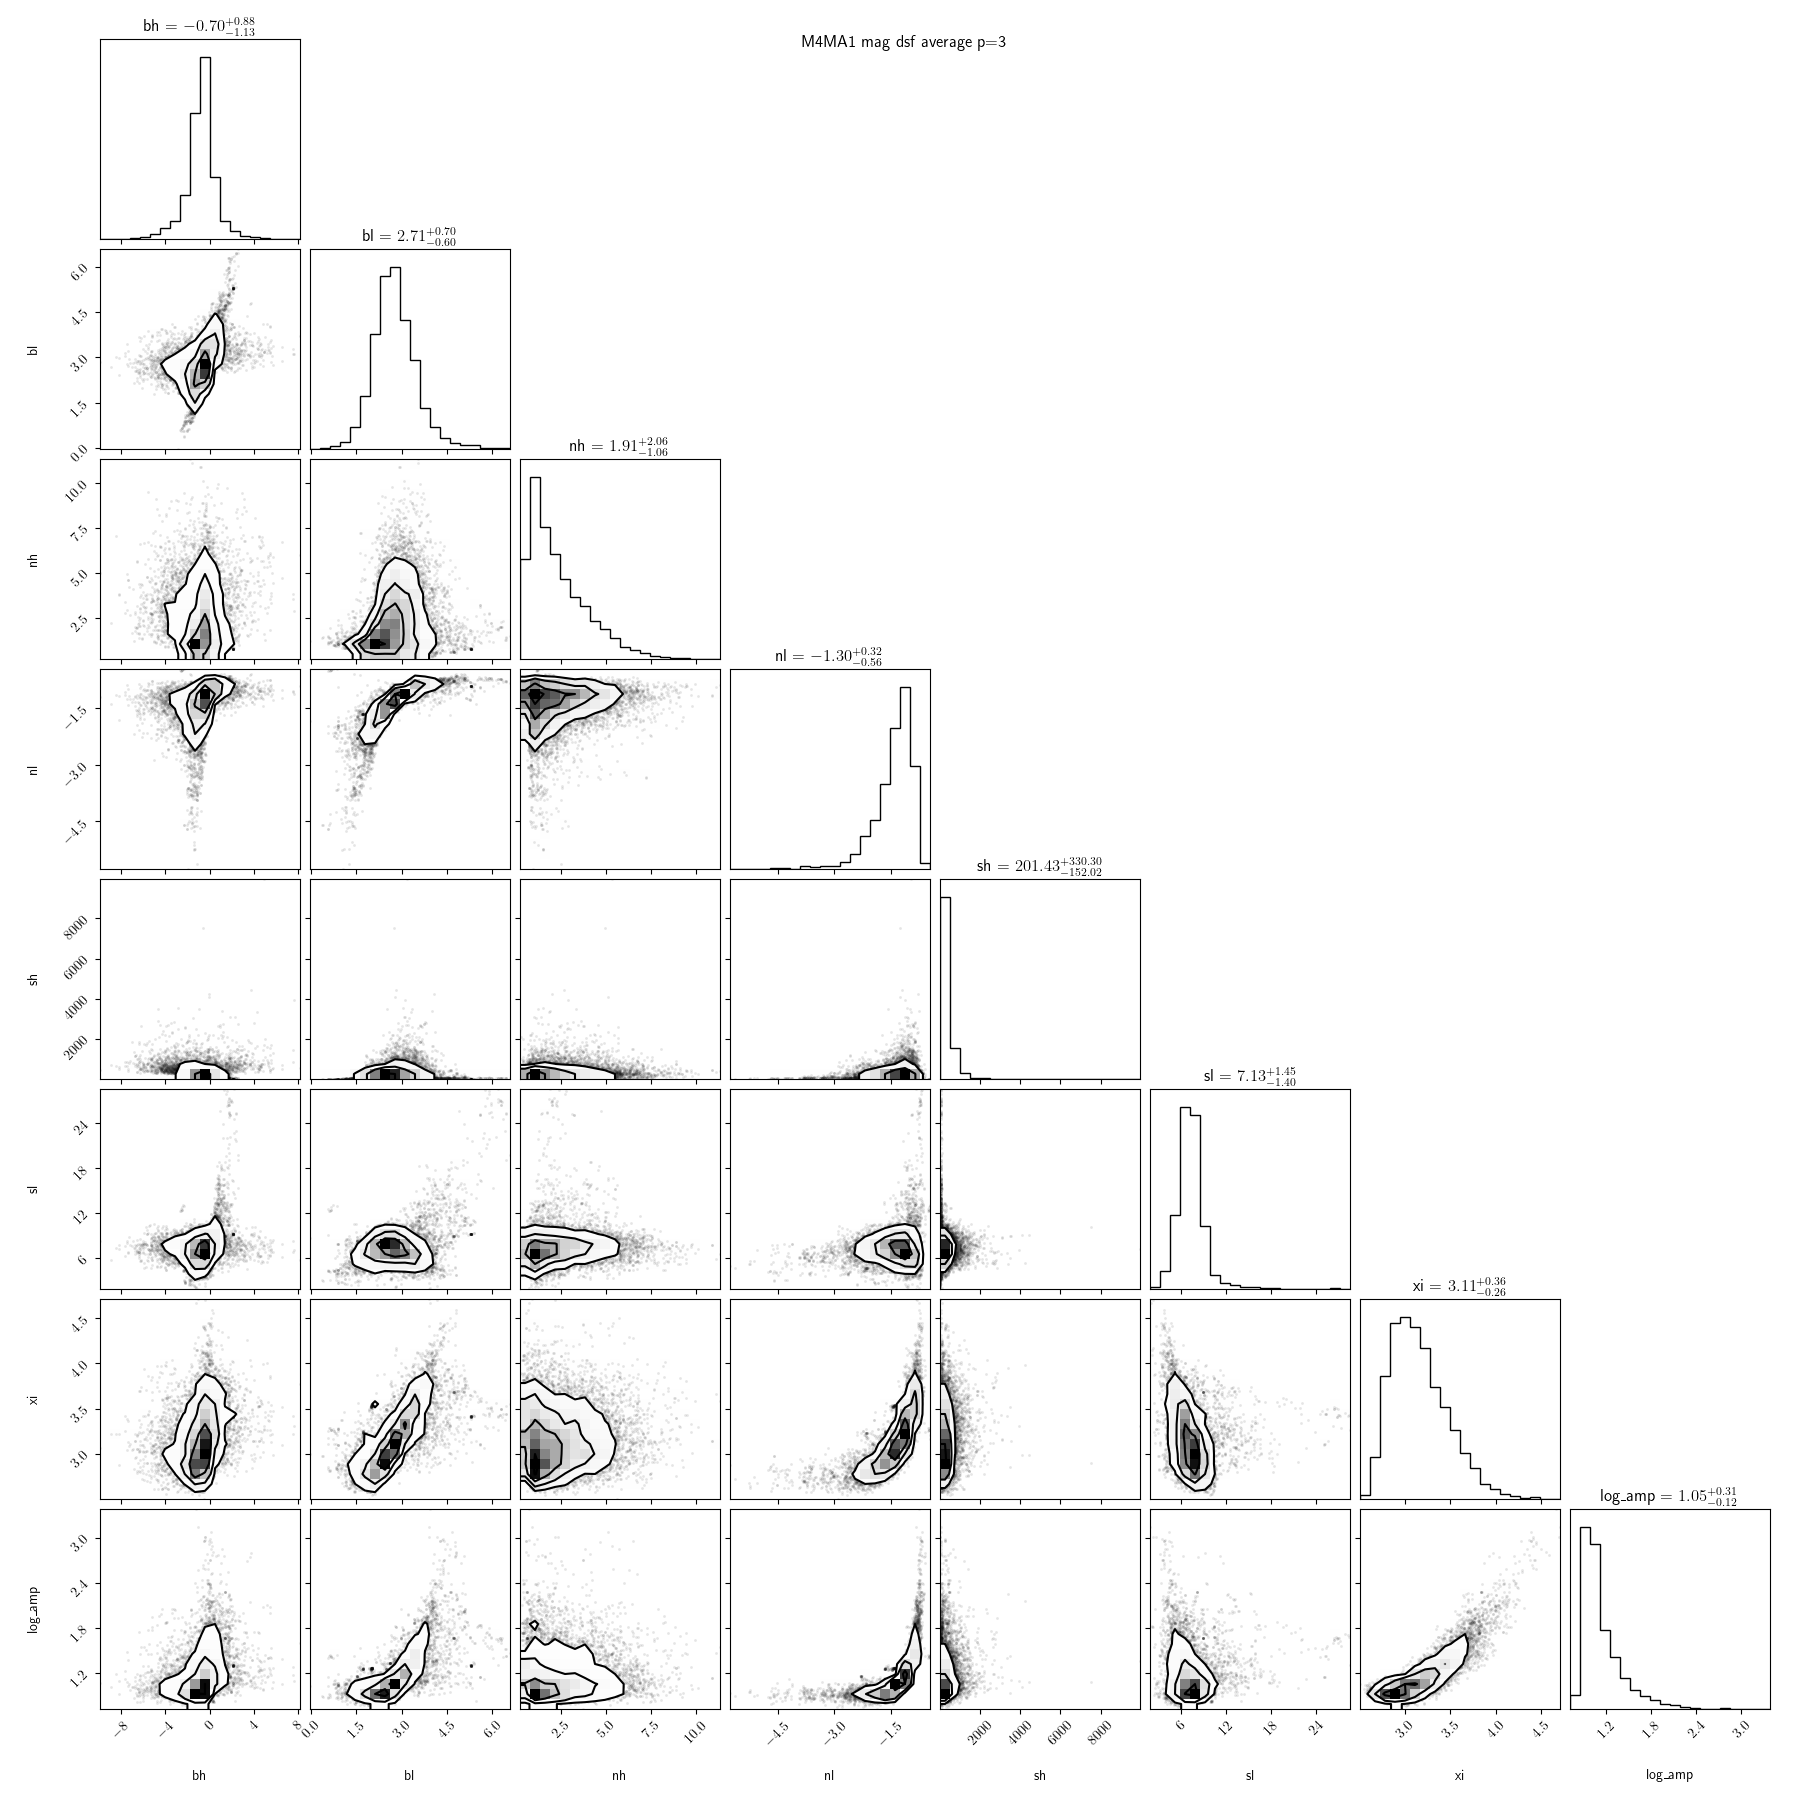 bh = −0.70+0.88−1.13
M4MA1 mag dsf average p=3
bl = 2.71+0.70−0.60
6.0
4.5
3.0
1.5
0.0
bl
nh = 1.91+2.06−1.06
10.0
7.5
5.0
2.5
nh
nl = −1.30+0.32−0.56
−1.5
−3.0
−4.5
nl
sh = 201.43+330.30−152.02
8000
6000
4000
2000
sh
sl = 7.13+1.45−1.40
24
18
12
6
sl
xi = 3.11+0.36−0.26
4.5
4.0
3.5
3.0
xi
log_amp = 1.05+0.31−0.12
3.0
2.4
1.8
1.2
log_amp
−8 −4 0 4 8 0.0 1.5 3.0 4.5 6.0 2.5 5.0 7.5 10.0 −4.5 −3.0 −1.5 2000 4000 6000 8000 6 12 18 24 3.0 3.5 4.0 4.5 1.2 1.8 2.4 3.0
bh bl nh nl sh sl xi log_amp